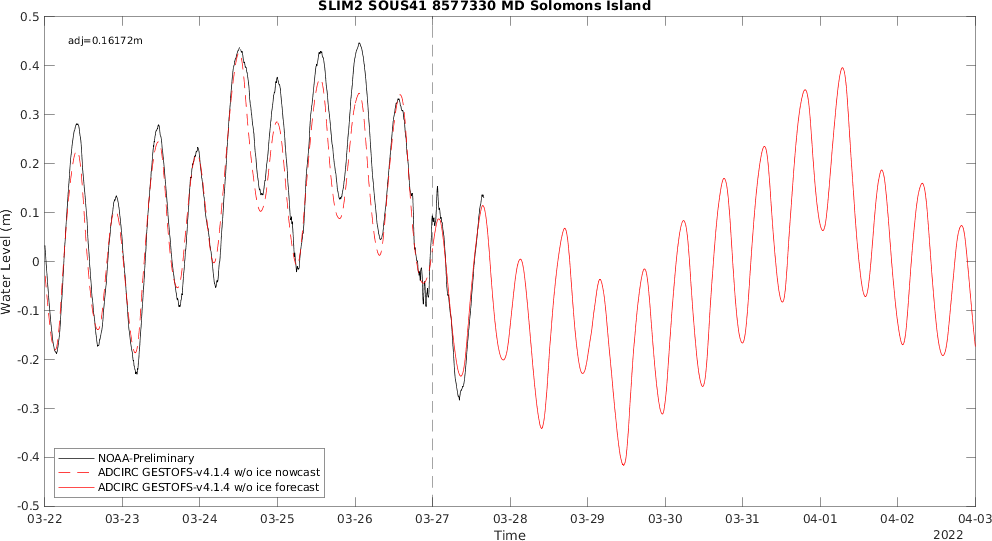 SLIM2 SOUS41 8577330 MD Solomons Island
adj=0.16172m
0.5
0.4
0.3
0.2
0.1
0
-0.1
-0.2
-0.3
-0.4
-0.5
Water Level (m)
NOAA-Preliminary
ADCIRC GESTOFS-v4.1.4 w/o ice nowcast
ADCIRC GESTOFS-v4.1.4 w/o ice forecast
03-22 03-23 03-24 03-25 03-26 03-27 03-28 03-29 03-30 03-31 04-01 04-02 04-03
Time
2022